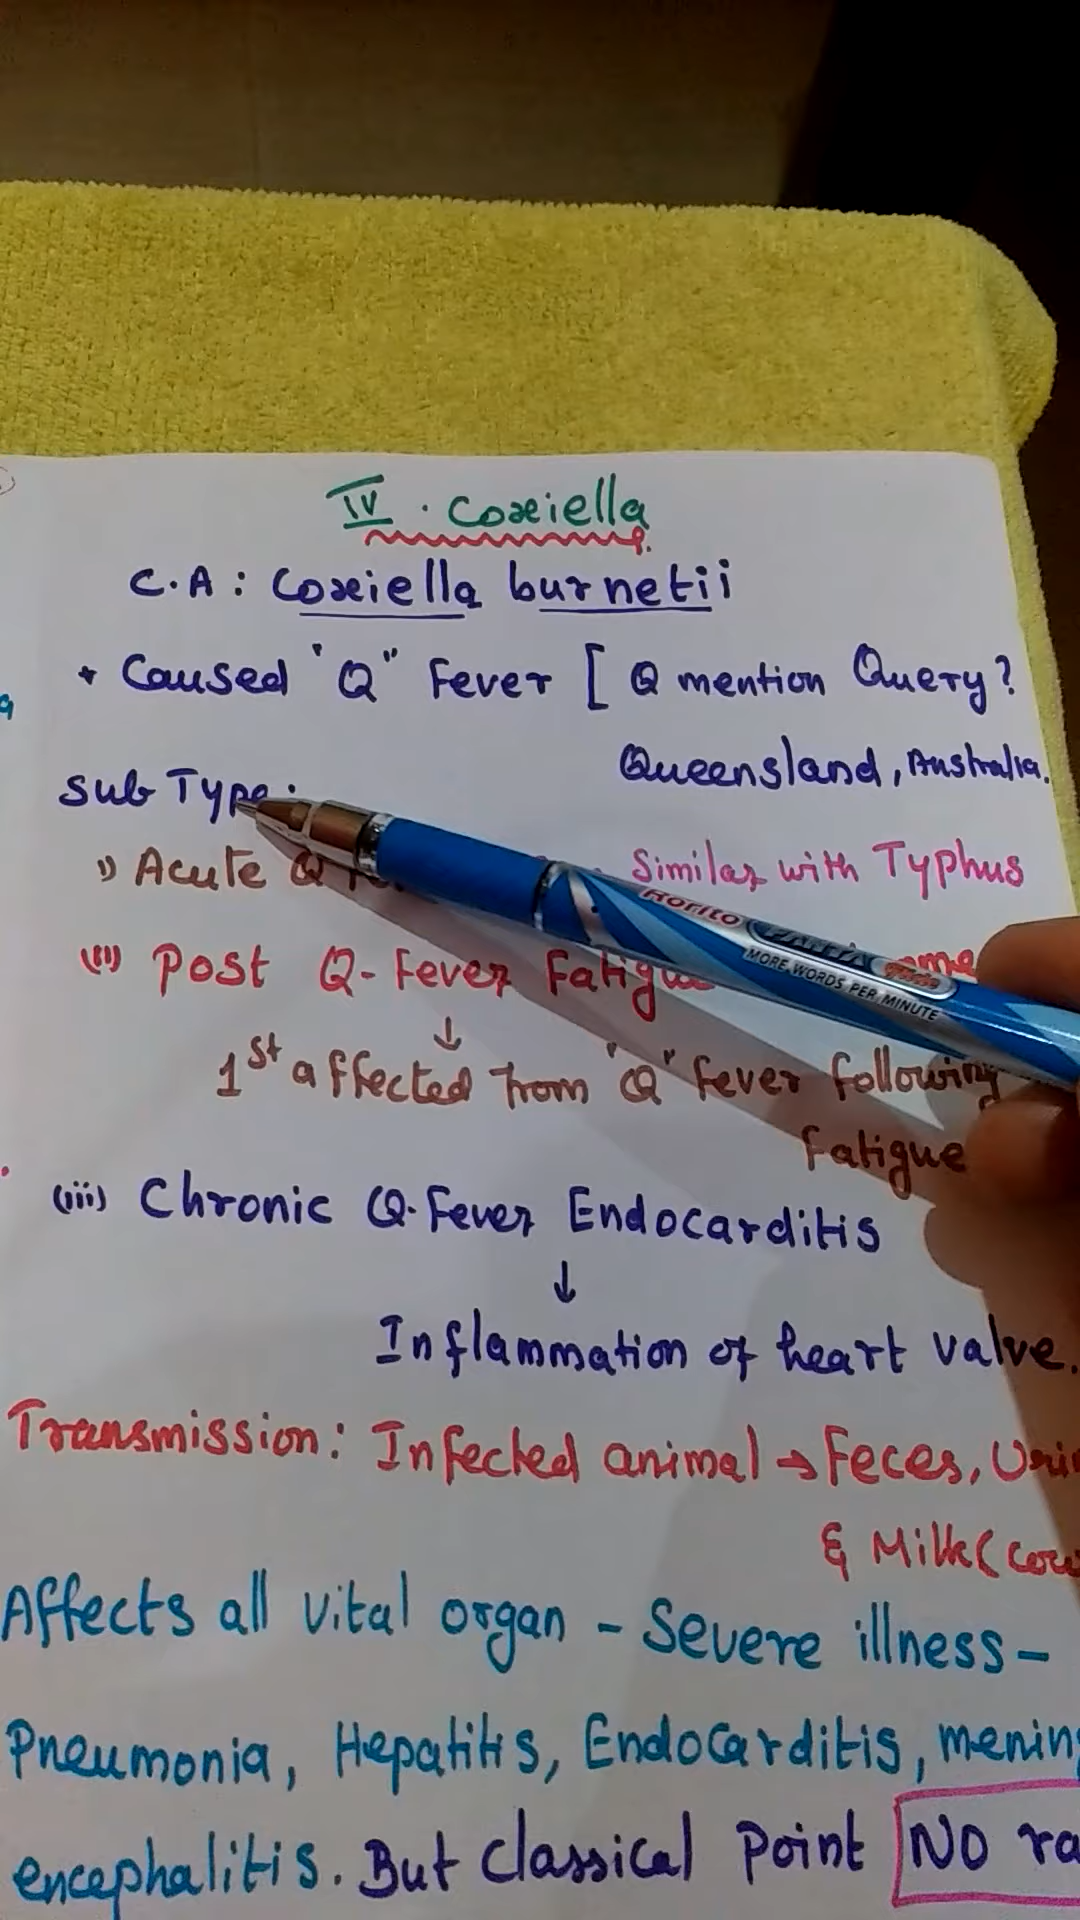 IV. Coxiella
C.A: Coxiella burnetii
* Caused "Q" Fever [ Q mention Query?
Queensland, Australia.
Sub Type:
i) Acute Q
Similar with Typhus
(ii) Post Q-Fever Fatigue
↓
1st affected from "Q" fever following
fatigue
(iii) Chronic Q-Fever Endocarditis
↓
Inflammation of heart valve.
Transmission: Infected animal → Feces,
& Milk (
Affects all vital organ - Severe illness -
Pneumonia, Hepatitis, Endocarditis,
encephalitis. But classical point NO
Rorito
MORE WORDS PER MINUTE